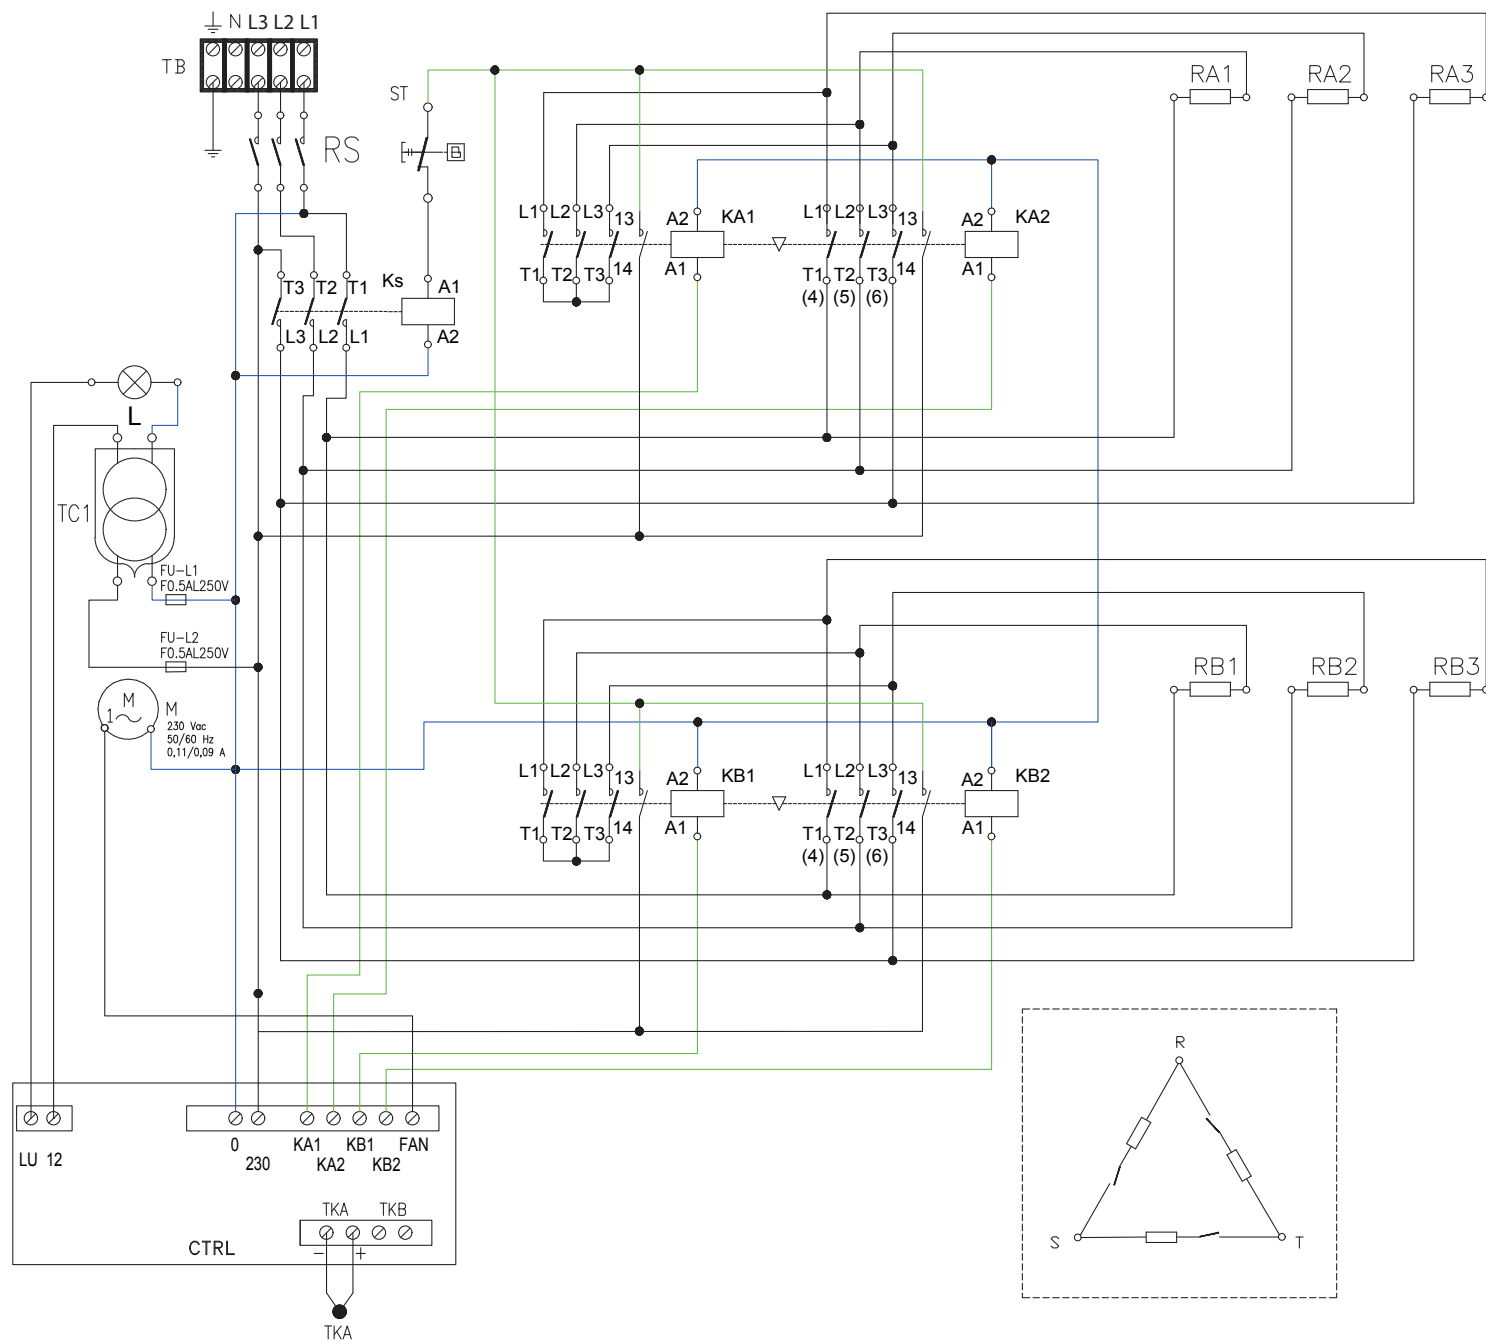 N L3 L2 L1
TB
ST
RS
B
RA1 RA2 RA3
L1 L2 L3 13
A2 KA1
L1 L2 L3 13
A2 KA2
T1 T2 T3 14
A1
T1 T2 T3 14
A1
(4) (5) (6)
T3 T2 T1
Ks
A1
L3 L2 L1
A2
L
TC1
FU-L1
F0.5AL250V
FU-L2
F0.5AL250V
M
1
M
230 Vac
50/60 Hz
0,11/0,09 A
RB1 RB2 RB3
L1 L2 L3 13
A2 KB1
L1 L2 L3 13
A2 KB2
T1 T2 T3 14
A1
T1 T2 T3 14
A1
(4) (5) (6)
R
S
T
LU 12
0
230
KA1
KA2
KB1
KB2
FAN
TKA TKB
- +
CTRL
TKA